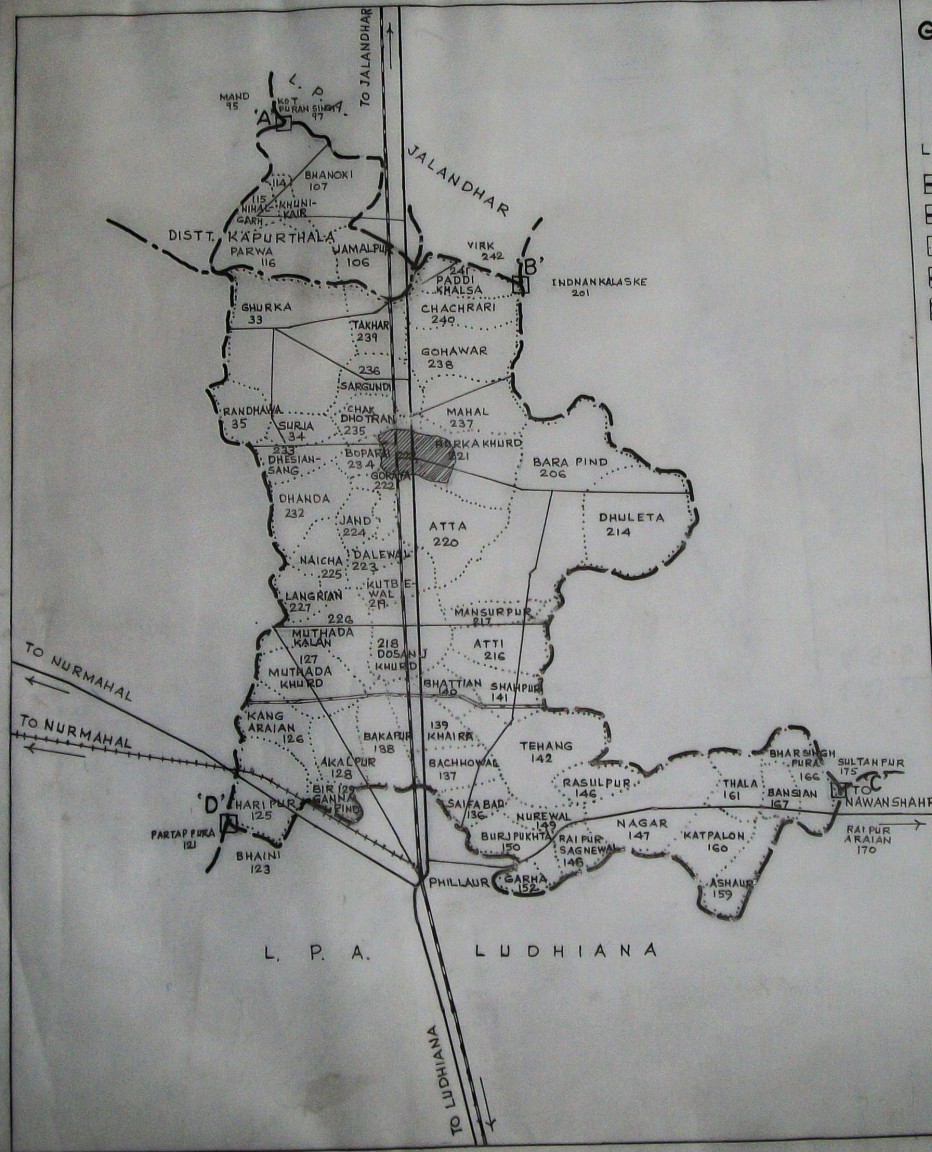 G
TO JALANDHAR
L. P. A.
MAND
95
KOT
PURAN SINGH
97
'A'
L
JALANDHAR
BHANOKI
107
114
115
NIHAL-
GARH
KHUNI-
KAIR
DISTT. KAPURTHALA
PARWA
116
JAMALPUR
106
VIRK
242
B'
INDNANKALASKE
201
241
PADDI
KHALSA
GHURKA
33
CHACHRARI
240
TAKHAR
239
GOHAWAR
238
236
SARGUNDI
RANDHAWA
35
SURJA
34
CHAK
DHOTRAN
235
MAHAL
237
233
DHESIAN-
SANG
BOPARAI
234
RURKA KHURD
221
BARA PIND
206
GORAYA
222
DHANDA
232
JAND
224
ATTA
220
DHULETA
214
NAICHA
225
DALEWAL
223
KUTBE-
WAL
219
LANGRIAN
227
226
MANSURPUR
217
MUTHADA
KALAN
127
MUTHADA
KHURD
218
DOSANJ
KHURD
ATTI
216
TO NURMAHAL
BHATTIAN
140
SHAHPUR
141
KANG
ARAIAN
126
BAKAPUR
138
139
KHAIRA
TEHANG
142
TO NURMAHAL
AKALPUR
128
BACHHOWAL
137
RASULPUR
146
THALA
161
BHARSINGH
PURA
166
SULTANPUR
175
'C'
BANSIAN
167
TO
NAWANSHAHR
BIR 129
GANNA
PIND
'D'
HARIPUR
125
SAIFABAD
136
NUREWAL
149
NAGAR
147
PARTAPPURA
121
BURJPUKHTA
150
RAIPUR
SAGNEWAL
148
KATPALON
160
RAIPUR
ARAIAN
170
BHAINI
123
PHILLAUR
GARHA
152
ASHAUR
159
L. P. A. LUDHIANA
TO LUDHIANA